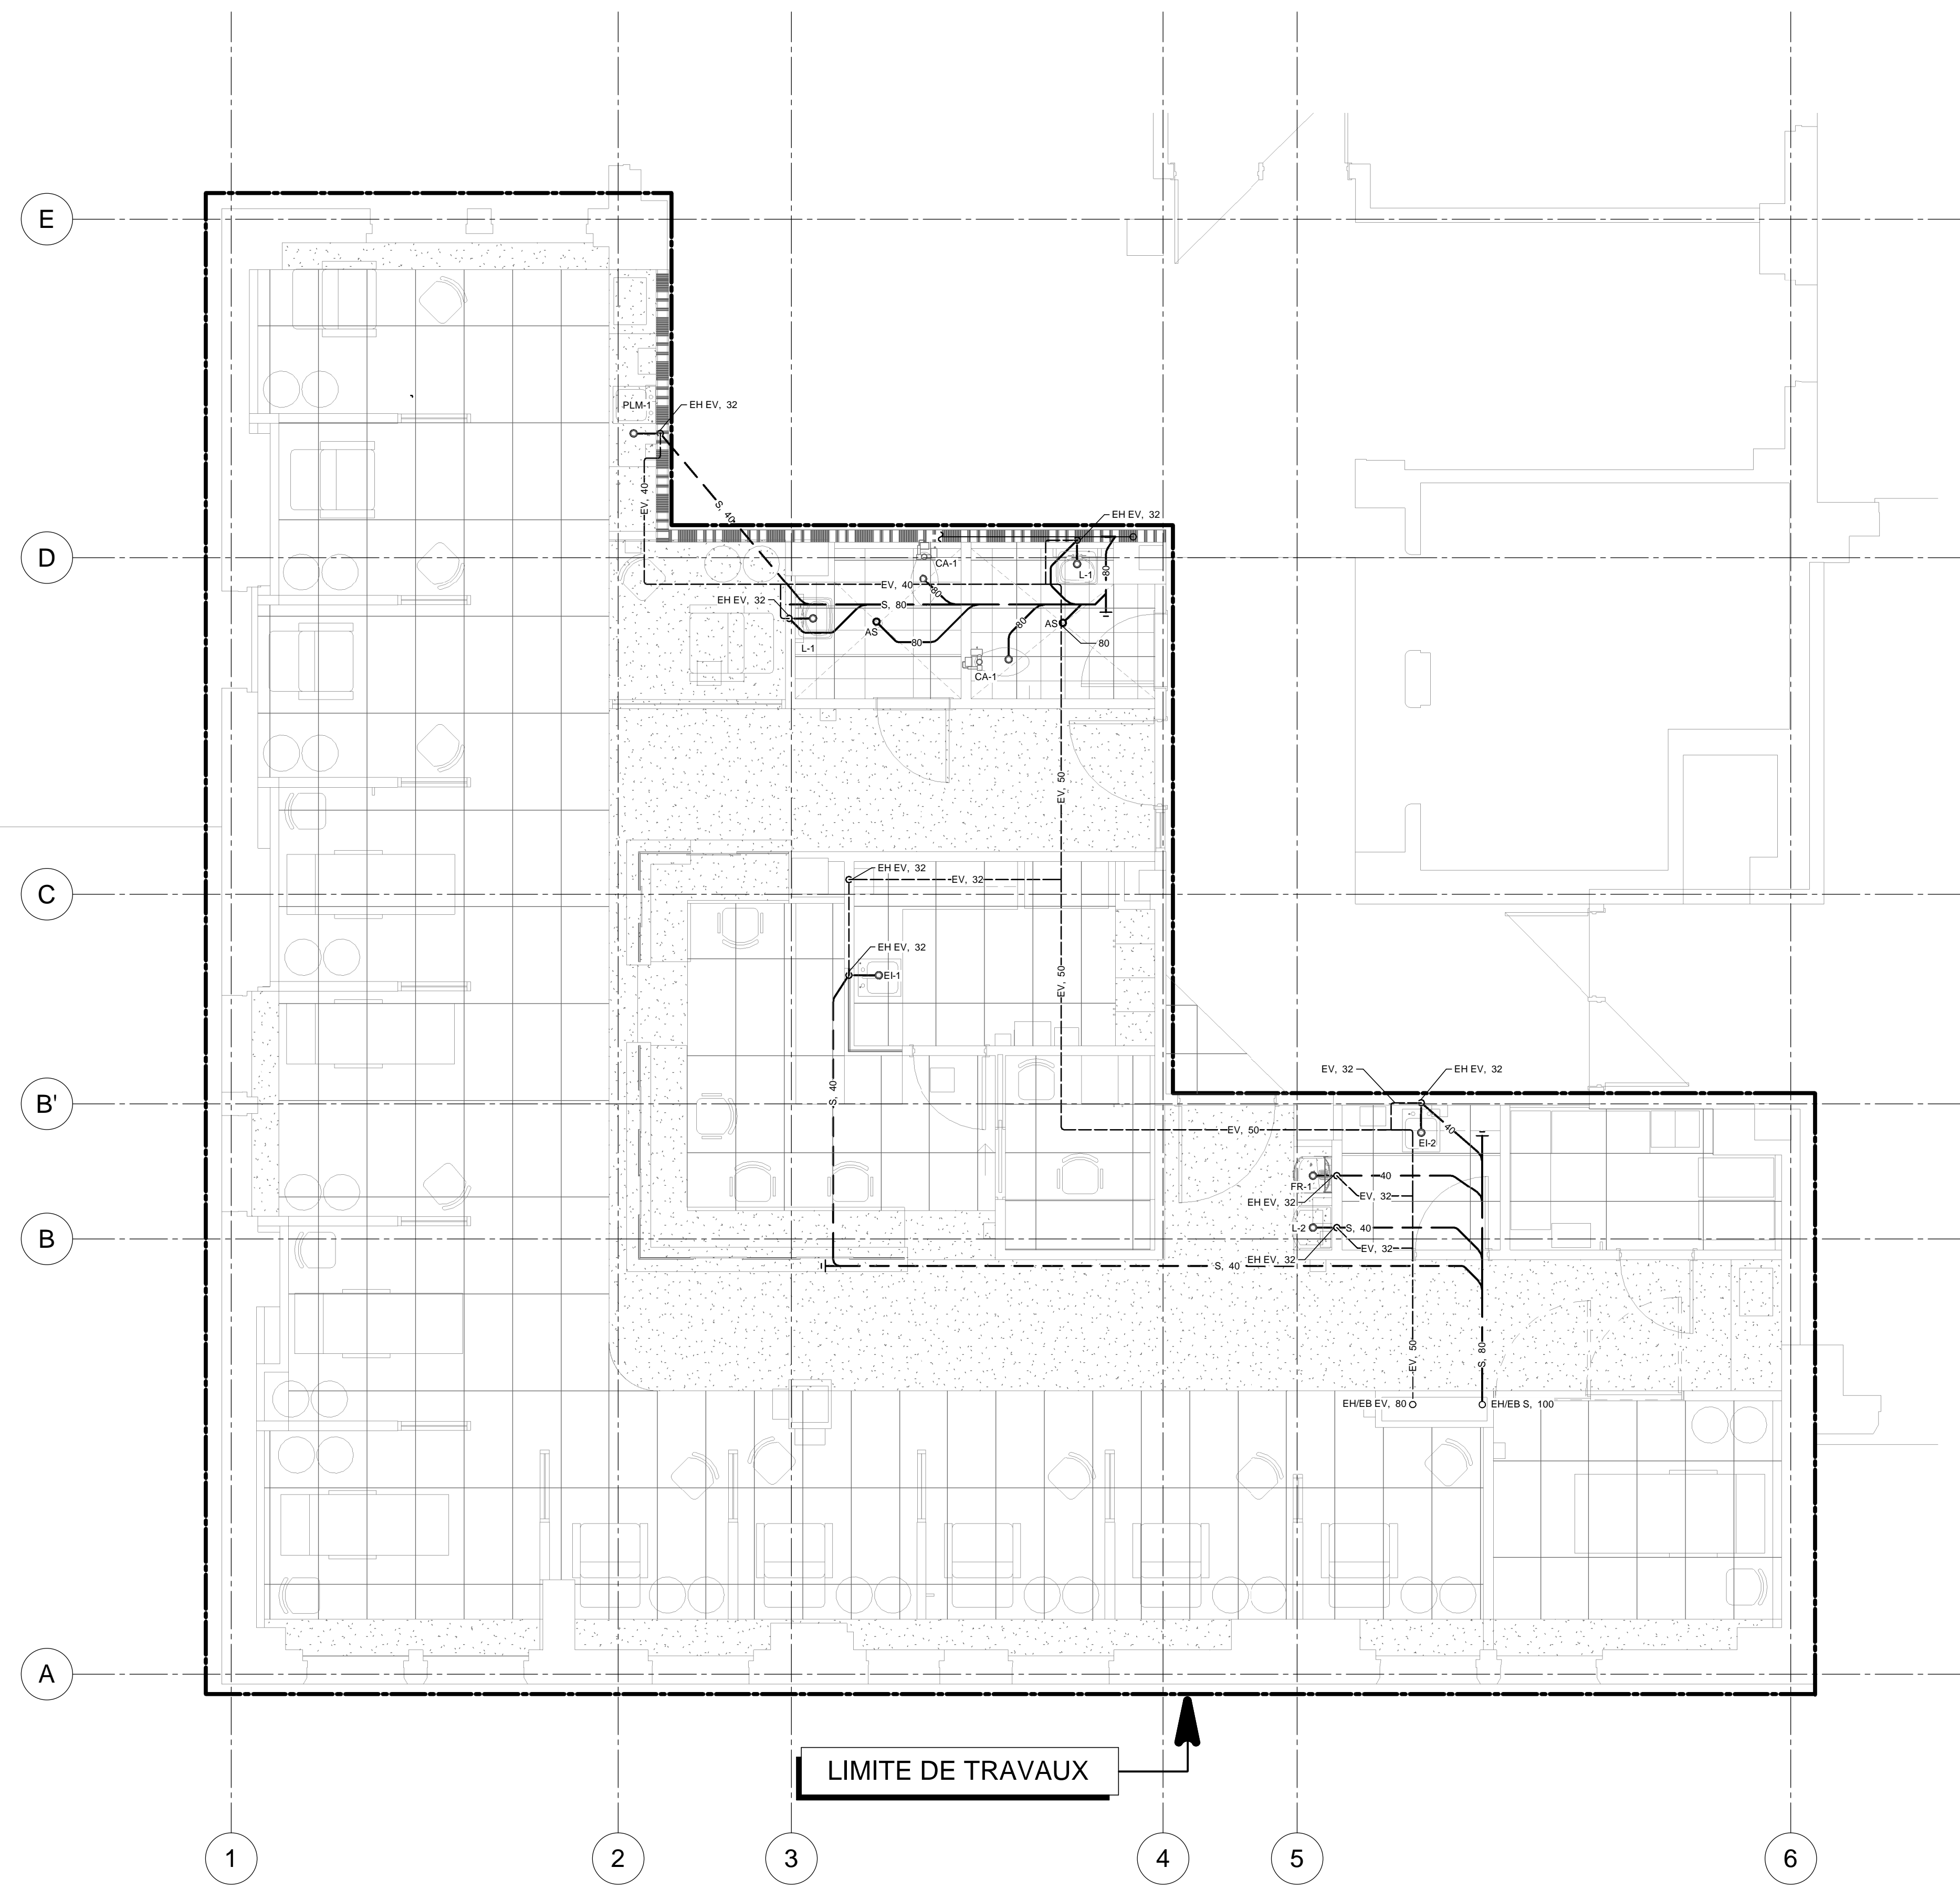 E
PLM-1
EH EV, 32
EV, 40
S, 40
EH EV, 32
D
CA-1
L-1
80
EV, 40
80
EH EV, 32
S, 80
80
AS
AS
80
80
L-1
CA-1
EV, 50
EH EV, 32
EV, 32
C
EH EV, 32
EI-1
EV, 50
EV, 32
EH EV, 32
S, 40
B'
EV, 50
40
EI-2
40
FR-1
EV, 32
EH EV, 32
L-2
S, 40
B
EV, 32
EH EV, 32
S, 40
EV, 50
S, 80
EH/EB EV, 80
EH/EB S, 100
A
LIMITE DE TRAVAUX
1
2
3
4
5
6